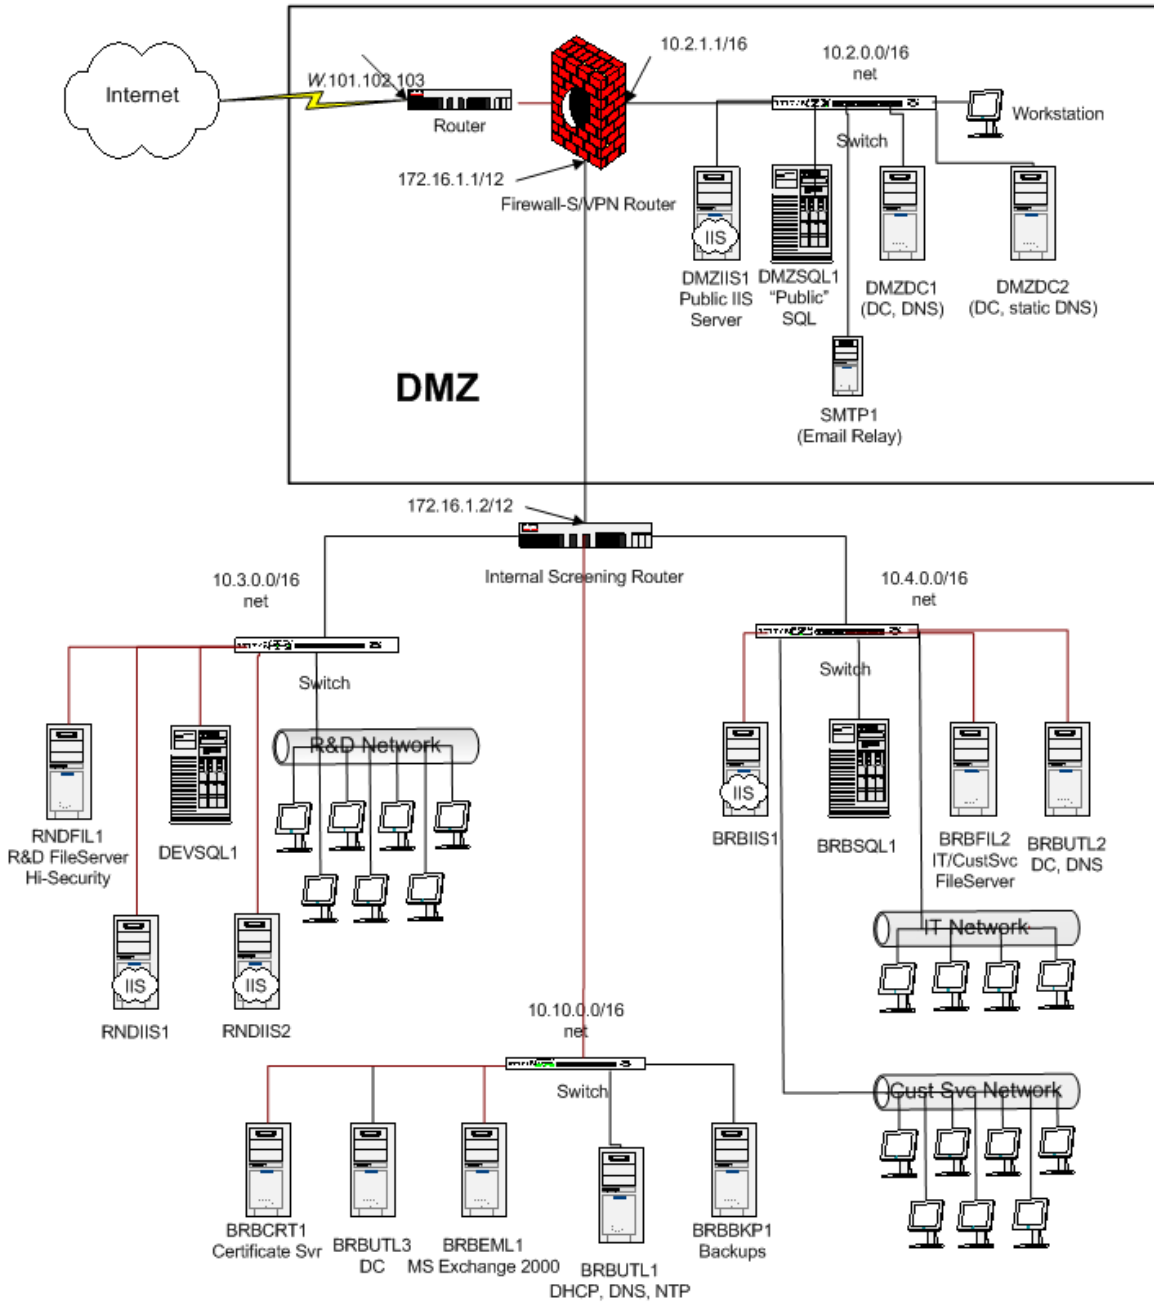 Internet
W.101.102.103
Router
10.2.1.1/16
10.2.0.0/16
net
Workstation
Switch
172.16.1.1/12
Firewall-S/VPN Router
IIS
DMZIIS1
Public IIS
Server
DMZSQL1
"Public"
SQL
DMZDC1
(DC, DNS)
DMZDC2
(DC, static DNS)
SMTP1
(Email Relay)
DMZ
172.16.1.2/12
Internal Screening Router
10.3.0.0/16
net
10.4.0.0/16
net
Switch
Switch
R&D Network
RNDFIL1
R&D FileServer
Hi-Security
DEVSQL1
IIS
RNDIIS1
IIS
RNDIIS2
IIS
BRBIIS1
BRBSQL1
BRBFIL2
IT/CustSvc
FileServer
BRBUTL2
DC, DNS
IT Network
Cust Svc Network
10.10.0.0/16
net
Switch
BRBCRT1
Certificate Svr
BRBUTL3
DC
BRBEML1
MS Exchange 2000
BRBUTL1
DHCP, DNS, NTP
BRBBKP1
Backups